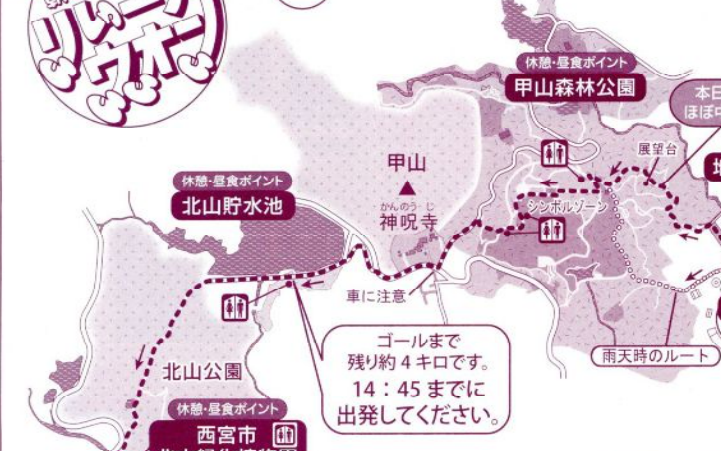 リレー
ウオーク
休憩・昼食ポイント
甲山森林公園
本日
ほぼ中
展望台
甲山
かんのうじ
神呪寺
シンボルゾーン
休憩・昼食ポイント
北山貯水池
車に注意
ゴールまで
残り約4キロです。
14：45までに
出発してください。
雨天時のルート
北山公園
休憩・昼食ポイント
西宮市